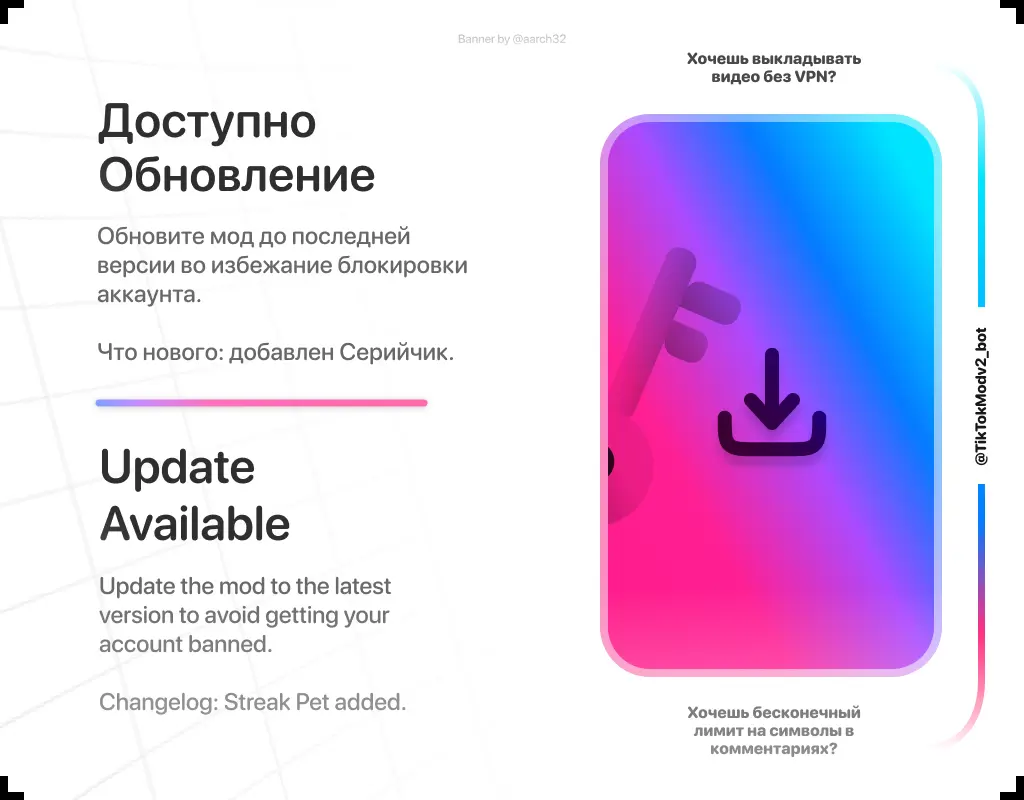 Banner by @aarch32
Доступно
Обновление
Обновите мод до последней
версии во избежание блокировки
аккаунта.
Что нового: добавлен Серийчик.
Update
Available
Update the mod to the latest
version to avoid getting your
account banned.
Changelog: Streak Pet added.
Хочешь выкладывать
видео без VPN?
@TikTokModv2_bot
Хочешь бесконечный
лимит на символы в
комментариях?